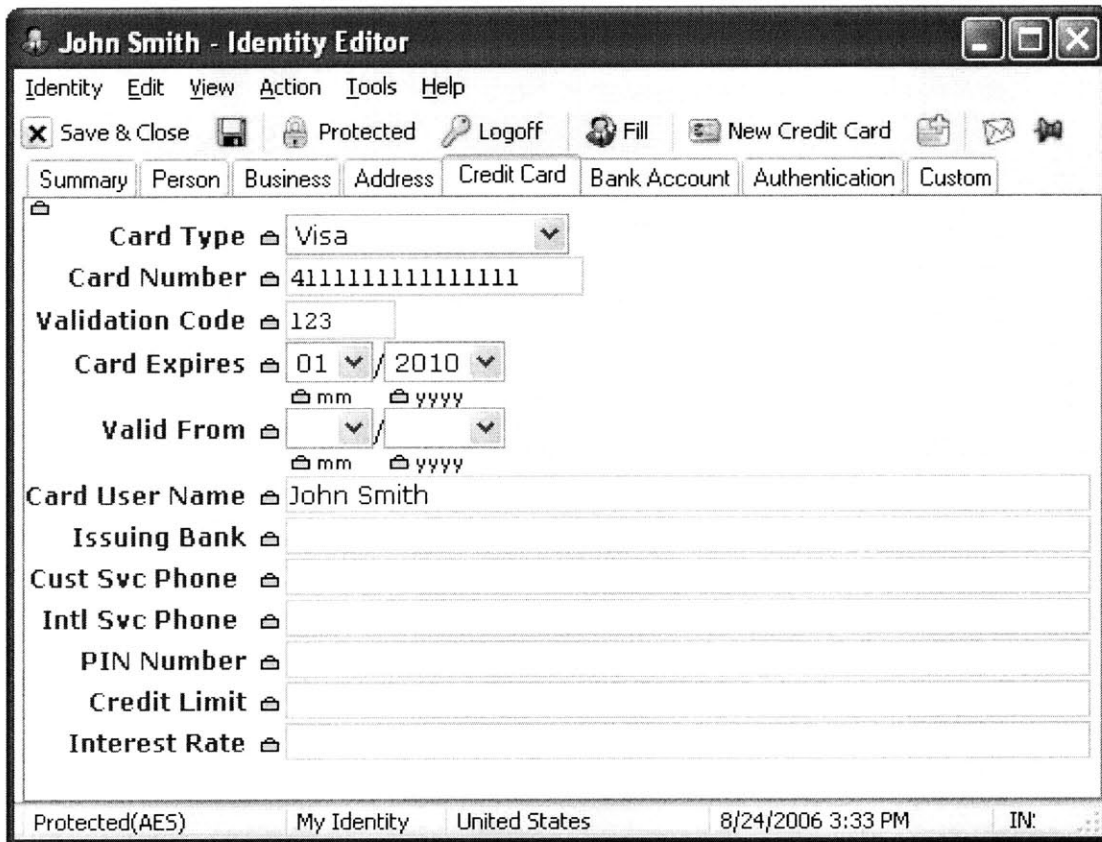 John Smith - Identity Editor
Identity Edit View Action Tools Help
Save & Close Protected Logoff Fill New Credit Card
Summary Person Business Address Credit Card Bank Account Authentication Custom
Card Type Visa
Card Number 4111111111111111
Validation Code 123
Card Expires 01 / 2010
mm yyyy
Valid From /
mm yyyy
Card User Name John Smith
Issuing Bank
Cust Svc Phone
Intl Svc Phone
PIN Number
Credit Limit
Interest Rate
Protected(AES) My Identity United States 8/24/2006 3:33 PM IN: